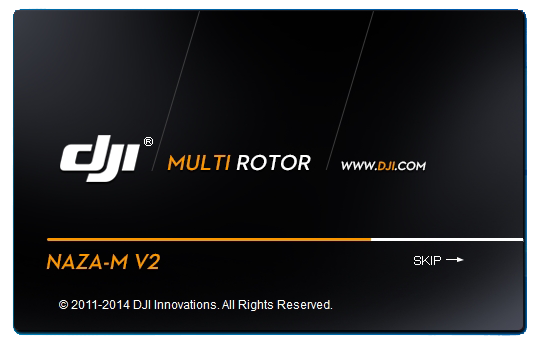 dji® MULTI ROTOR WWW.DJI.COM
NAZA-M V2 SKIP →
© 2011-2014 DJI Innovations. All Rights Reserved.